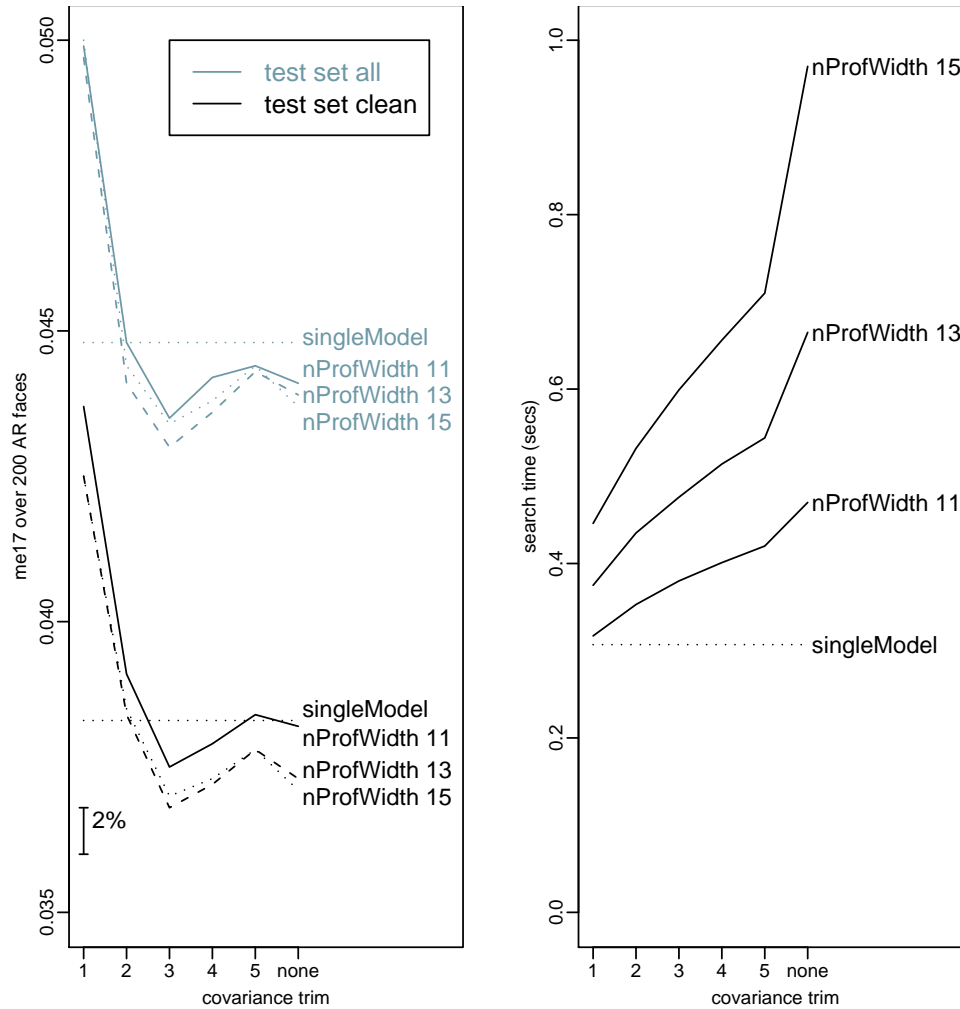 me17 over 200 AR faces
0.050
0.045
0.040
0.035
test set all
test set clean
singleModel
nProfWidth 11
nProfWidth 13
nProfWidth 15
singleModel
nProfWidth 11
nProfWidth 13
nProfWidth 15
2%
1 2 3 4 5 none
covariance trim
search time (secs)
1.0
0.8
0.6
0.4
0.2
0.0
nProfWidth 15
nProfWidth 13
nProfWidth 11
singleModel
1 2 3 4 5 none
covariance trim